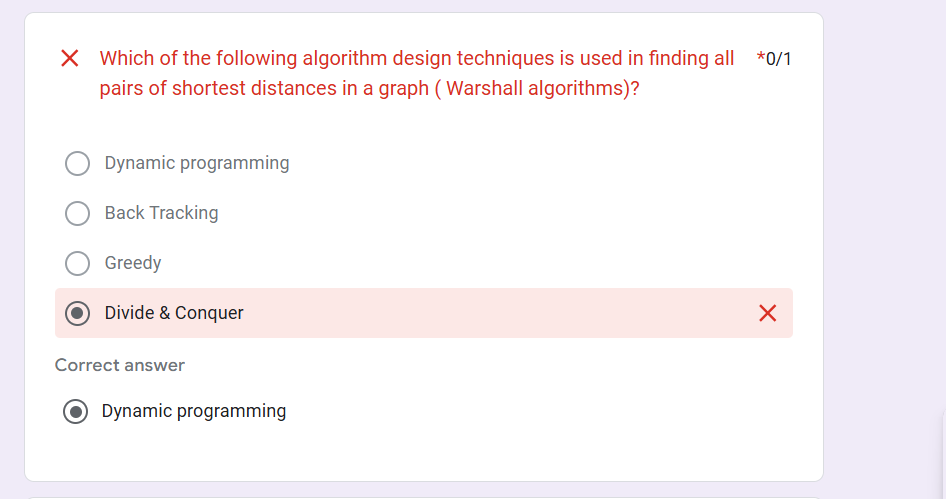 Which of the following algorithm design techniques is used in finding all *0/1
pairs of shortest distances in a graph ( Warshall algorithms)?
Dynamic programming
Back Tracking
Greedy
Divide & Conquer
Correct answer
Dynamic programming